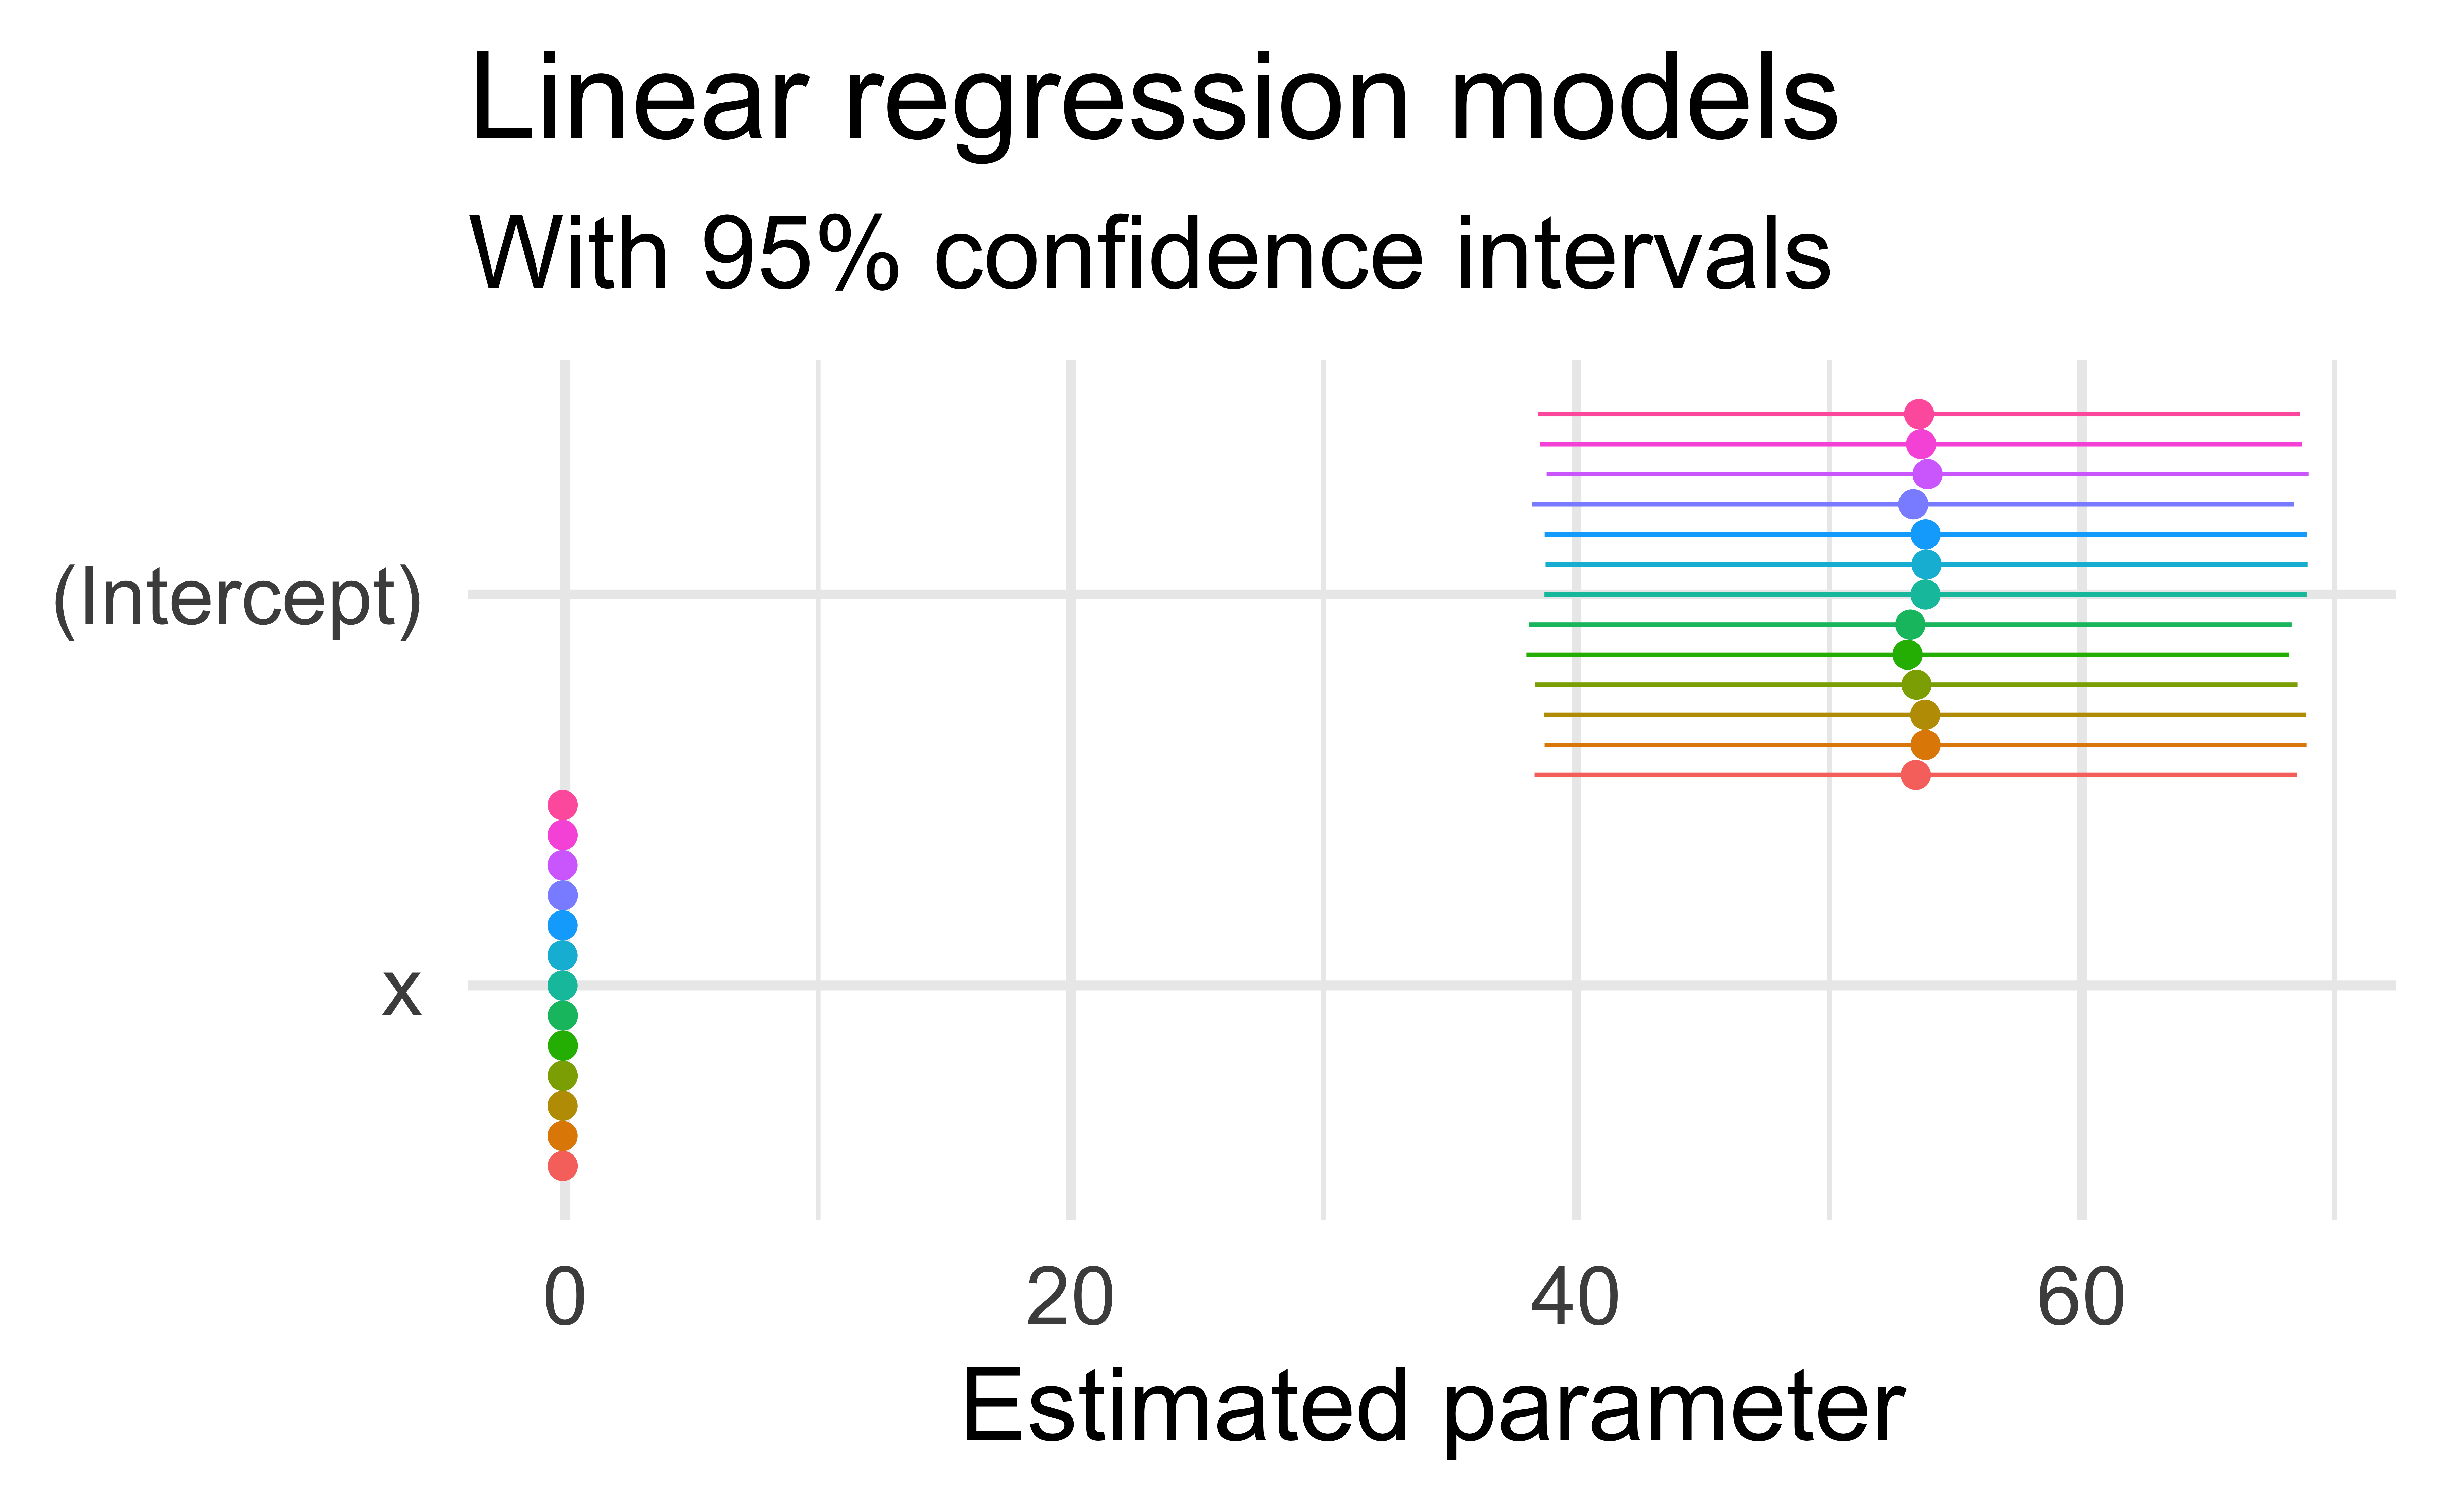 Linear regression models
With 95% confidence intervals
(Intercept)
x
0 20 40 60
Estimated parameter